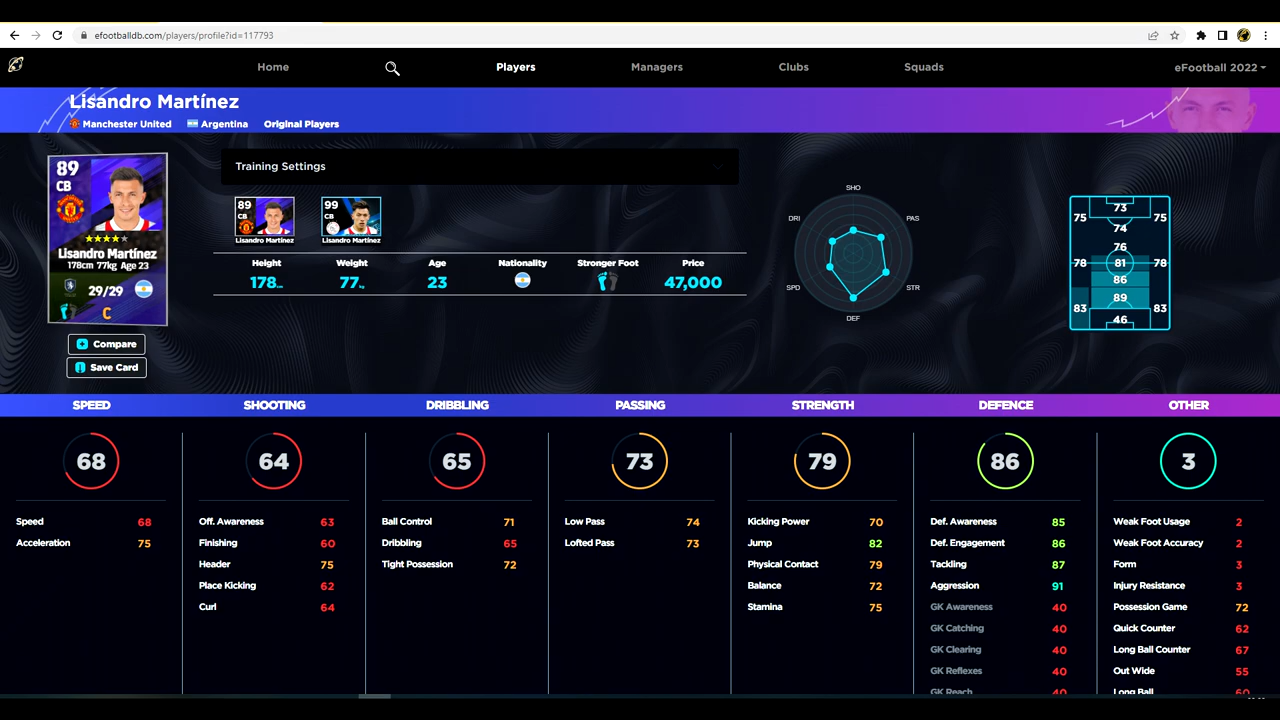 efootballdb.com/players/profile?id=117793
Home
Players
Managers
Clubs
Squads
eFootball 2022
Lisandro Martínez
Manchester United
Argentina
Original Players
89
CB
Lisandro Martínez
178cm 77kg Age 23
29/29
C
Compare
Save Card
Training Settings
89
CB
Lisandro Martínez
99
CB
Lisandro Martínez
Height
Weight
Age
Nationality
Stronger Foot
Price
178
77
23
47,000
SHO
DRI
PAS
SPD
STR
DEF
73
75
75
74
76
78
81
78
86
89
83
83
46
SPEED
SHOOTING
DRIBBLING
PASSING
STRENGTH
DEFENCE
OTHER
68
64
65
73
79
86
3
Speed 68
Acceleration 75
Off. Awareness 63
Finishing 60
Header 75
Place Kicking 62
Curl 64
Ball Control 71
Dribbling 65
Tight Possession 72
Low Pass 74
Lofted Pass 73
Kicking Power 70
Jump 82
Physical Contact 79
Balance 72
Stamina 75
Def. Awareness 85
Def. Engagement 86
Tackling 87
Aggression 91
GK Awareness 40
GK Catching 40
GK Clearing 40
GK Reflexes 40
GK Reach 40
Weak Foot Usage 2
Weak Foot Accuracy 2
Form 3
Injury Resistance 3
Possession Game 72
Quick Counter 62
Long Ball Counter 67
Out Wide 55
Long Ball 60